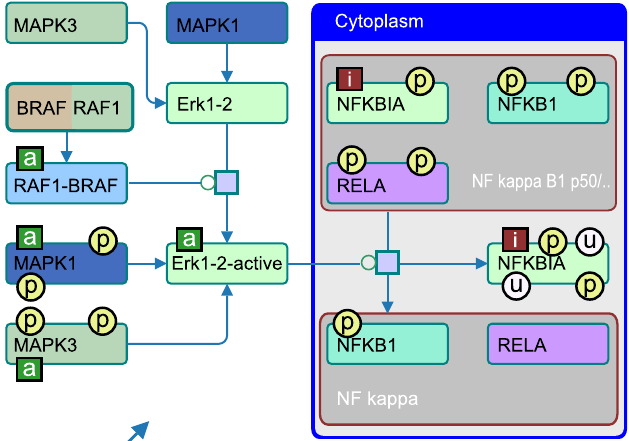 MAPK3
MAPK1
Cytoplasm
i
p
NFKBIA
p
p
NFKB1
BRAF
RAF1
Erk1-2
a
RAF1-BRAF
p
p
RELA
NF kappa B1 p50/..
a
p
MAPK1
p
a
Erk1-2-active
i
p
u
NFKBIA
u
p
p
p
MAPK3
a
p
NFKB1
RELA
NF kappa